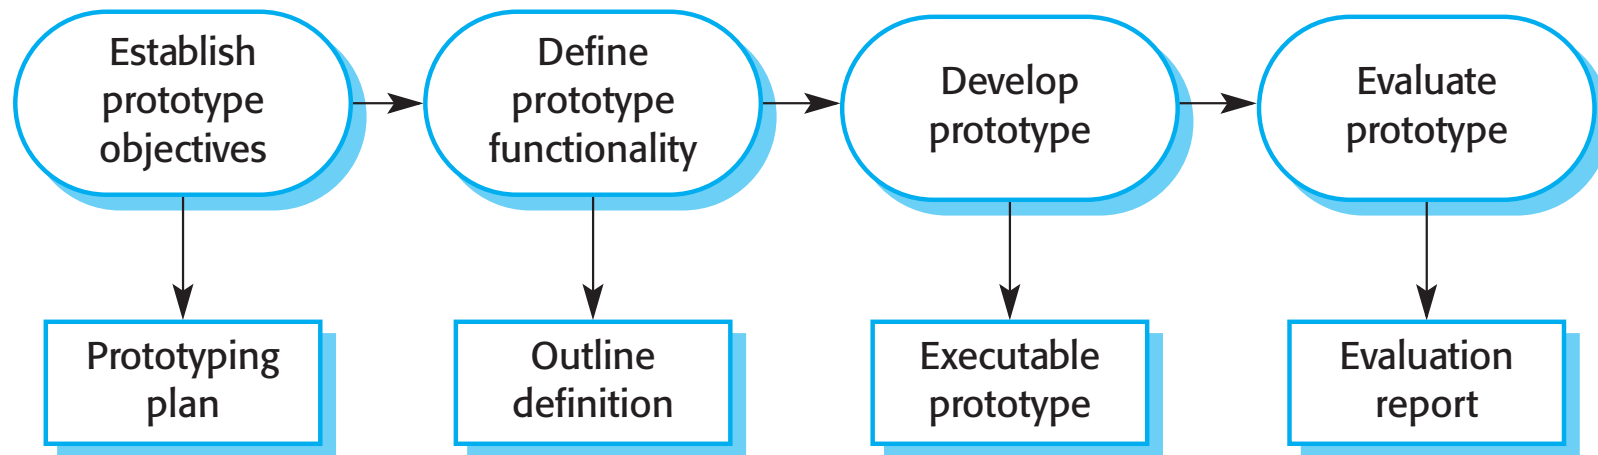 Establish
prototype
objectives
Define
prototype
functionality
Develop
prototype
Evaluate
prototype
Prototyping
plan
Outline
definition
Executable
prototype
Evaluation
report